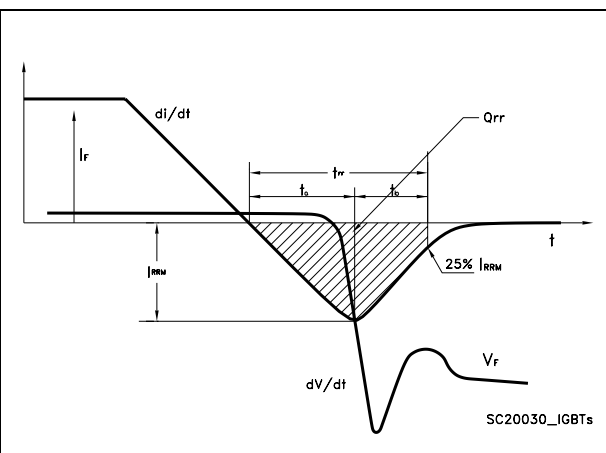 di/dt
Qrr
IF
trr
ta
tb
t
IRRM
25% IRRM
dV/dt
VF
SC20030_IGBTs